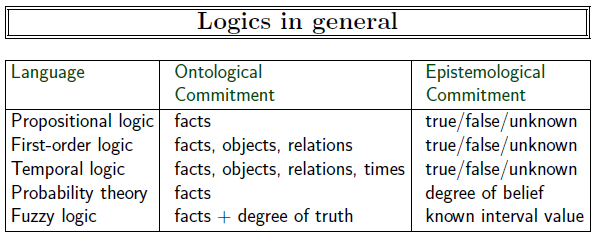 Logics in general
Language Ontological Commitment Epistemological Commitment
Propositional logic facts true/false/unknown
First-order logic facts, objects, relations true/false/unknown
Temporal logic facts, objects, relations, times true/false/unknown
Probability theory facts degree of belief
Fuzzy logic facts + degree of truth known interval value